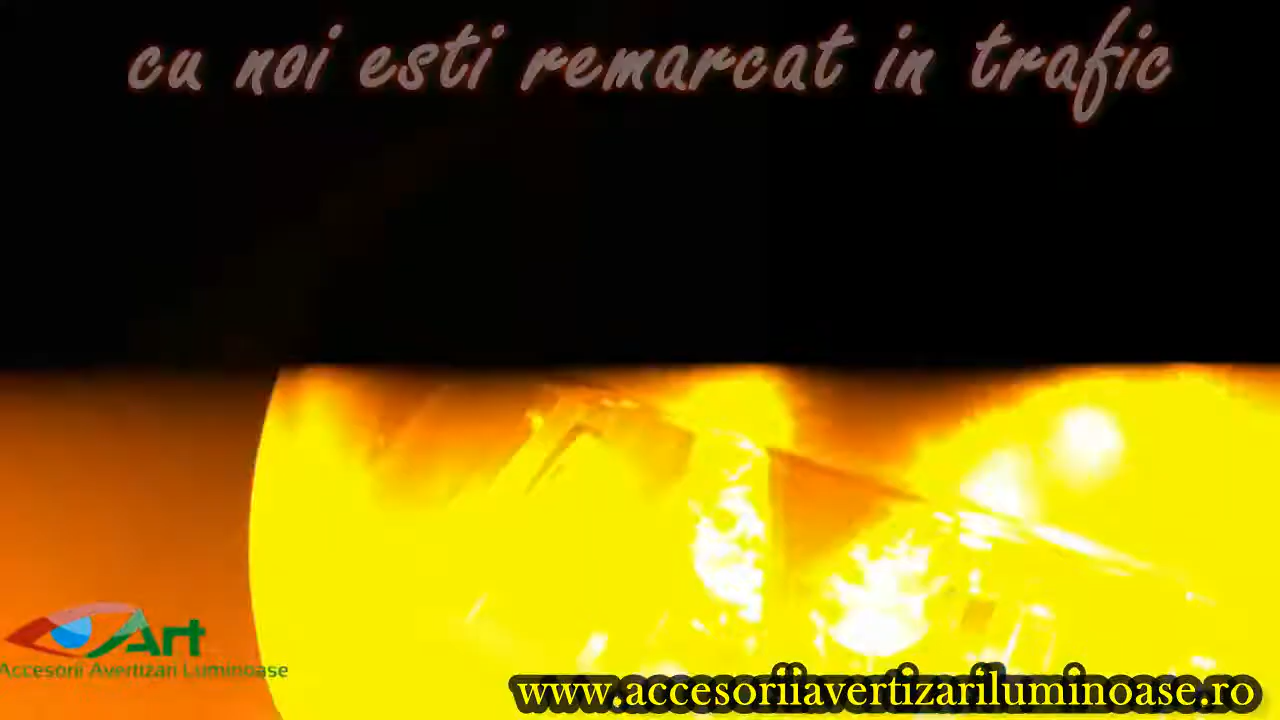 cu noi esti remarcat in trafic
Art
Accesorii Avertizari Luminoase
www.accesoriiavertizariluminoase.ro